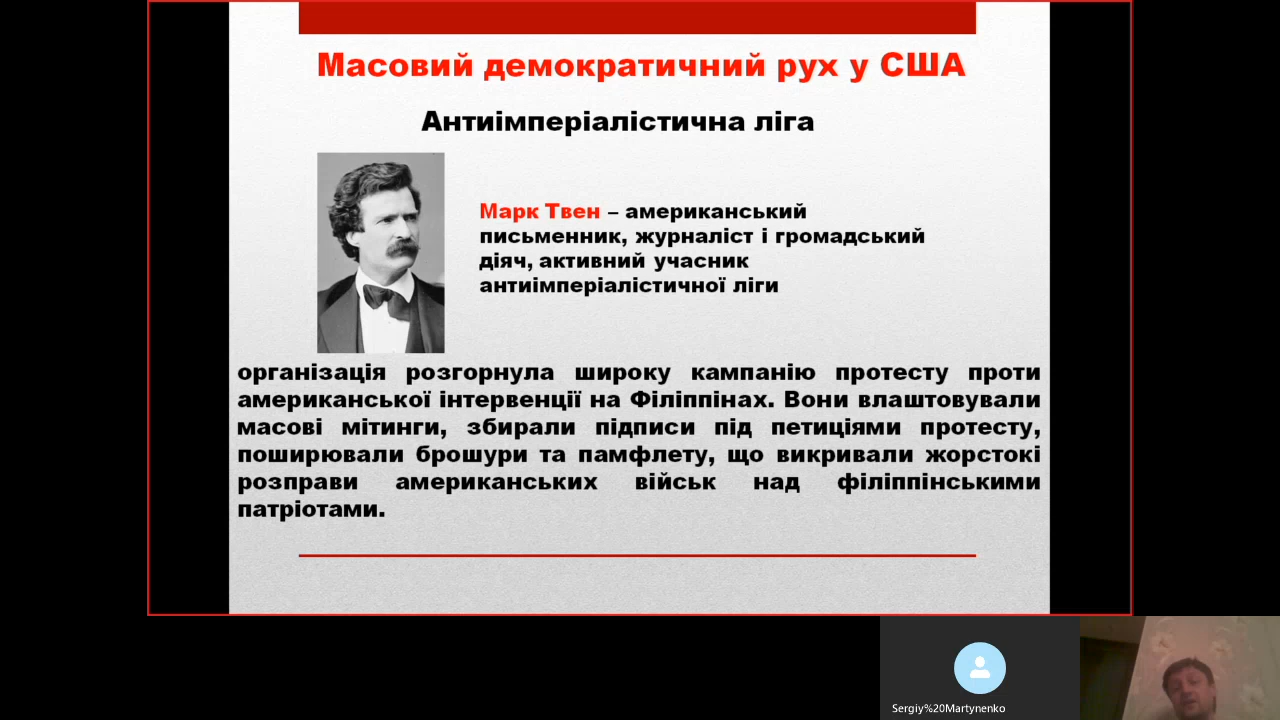 Масовий демократичний рух у США
Антиімперіалістична ліга
Марк Твен – американський
письменник, журналіст і громадський
діяч, активний учасник
антиімперіалістичної ліги
організація розгорнула широку кампанію протесту проти
американської інтервенції на Філіппінах. Вони влаштовували
масові мітинги, збирали підписи під петиціями протесту,
поширювали брошури та памфлету, що викривали жорстокі
розправи американських військ над філіппінськими
патріотами.
Sergiy%20Martynenko